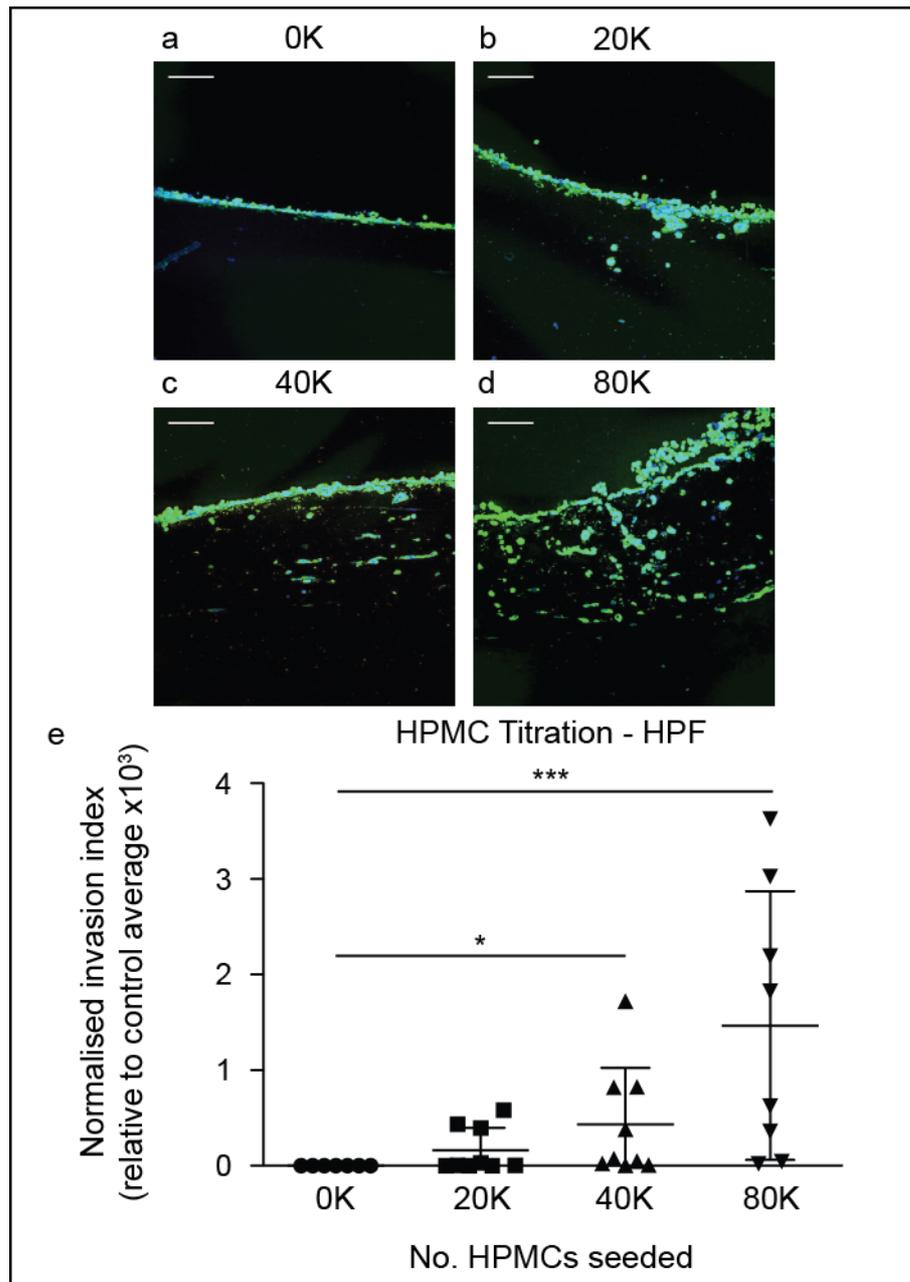 a 0K b 20K
c 40K d 80K
e HPMC Titration - HPF
Normalised invasion index
(relative to control average x10³)
***
*
4
3
2
1
0
0K 20K 40K 80K
No. HPMCs seeded